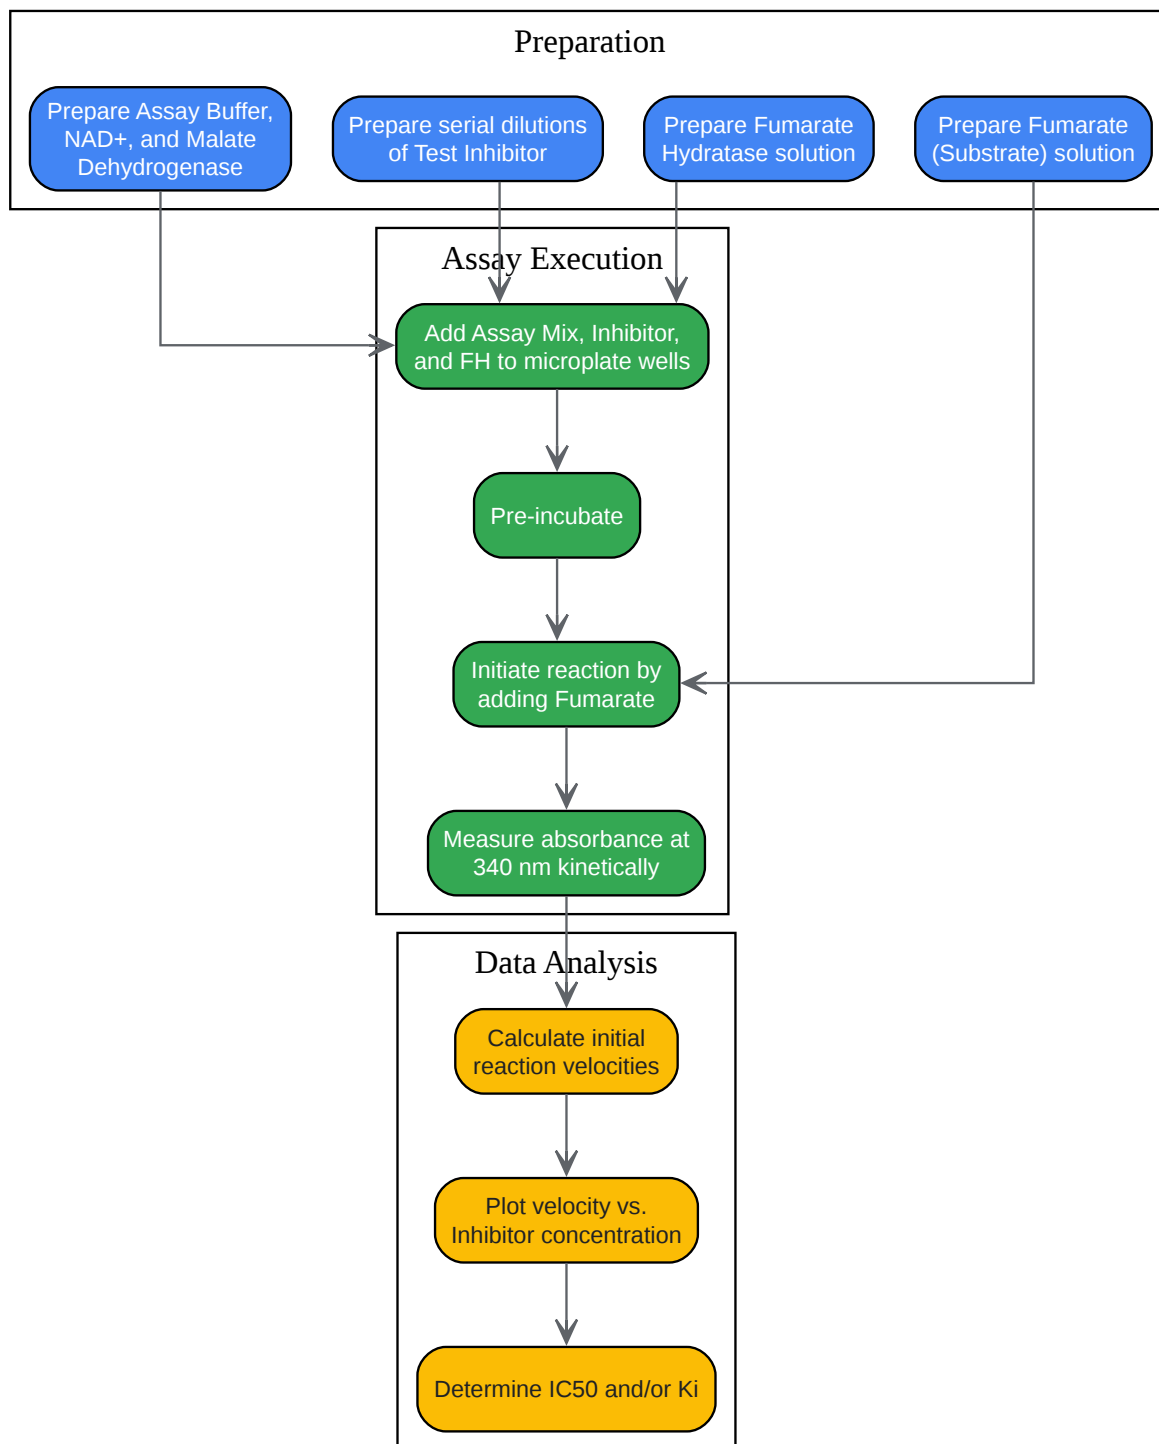 Preparation
Prepare Assay Buffer,
NAD+, and Malate
Dehydrogenase
Prepare serial dilutions
of Test Inhibitor
Prepare Fumarate
Hydratase solution
Prepare Fumarate
(Substrate) solution
Assay Execution
Add Assay Mix, Inhibitor,
and FH to microplate wells
Pre-incubate
Initiate reaction by
adding Fumarate
Measure absorbance at
340 nm kinetically
Data Analysis
Calculate initial
reaction velocities
Plot velocity vs.
Inhibitor concentration
Determine IC50 and/or Ki